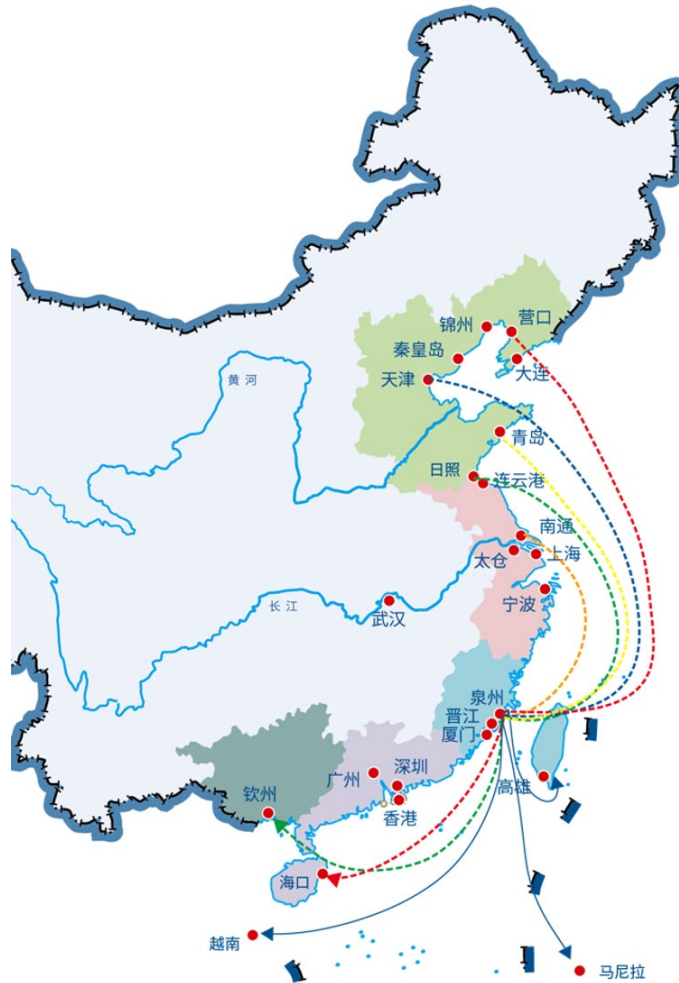 锦州
营口
秦皇岛
大连
天津
黄河
青岛
日照
连云港
南通
太仓
上海
宁波
长江
武汉
泉州
晋江
厦门
广州
深圳
高雄
钦州
香港
海口
越南
马尼拉